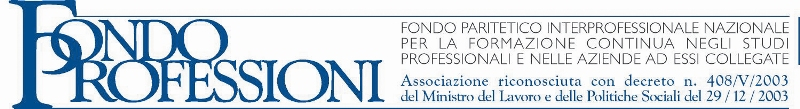 FONDO
PROFESSIONI
FONDO PARITETICO INTERPROFESSIONALE NAZIONALE
PER LA FORMAZIONE CONTINUA NEGLI STUDI
PROFESSIONALI E NELLE AZIENDE AD ESSI COLLEGATE
Associazione riconosciuta con decreto n. 408/V/2003
del Ministro del Lavoro e delle Politiche Sociali del 29 / 12 / 2003